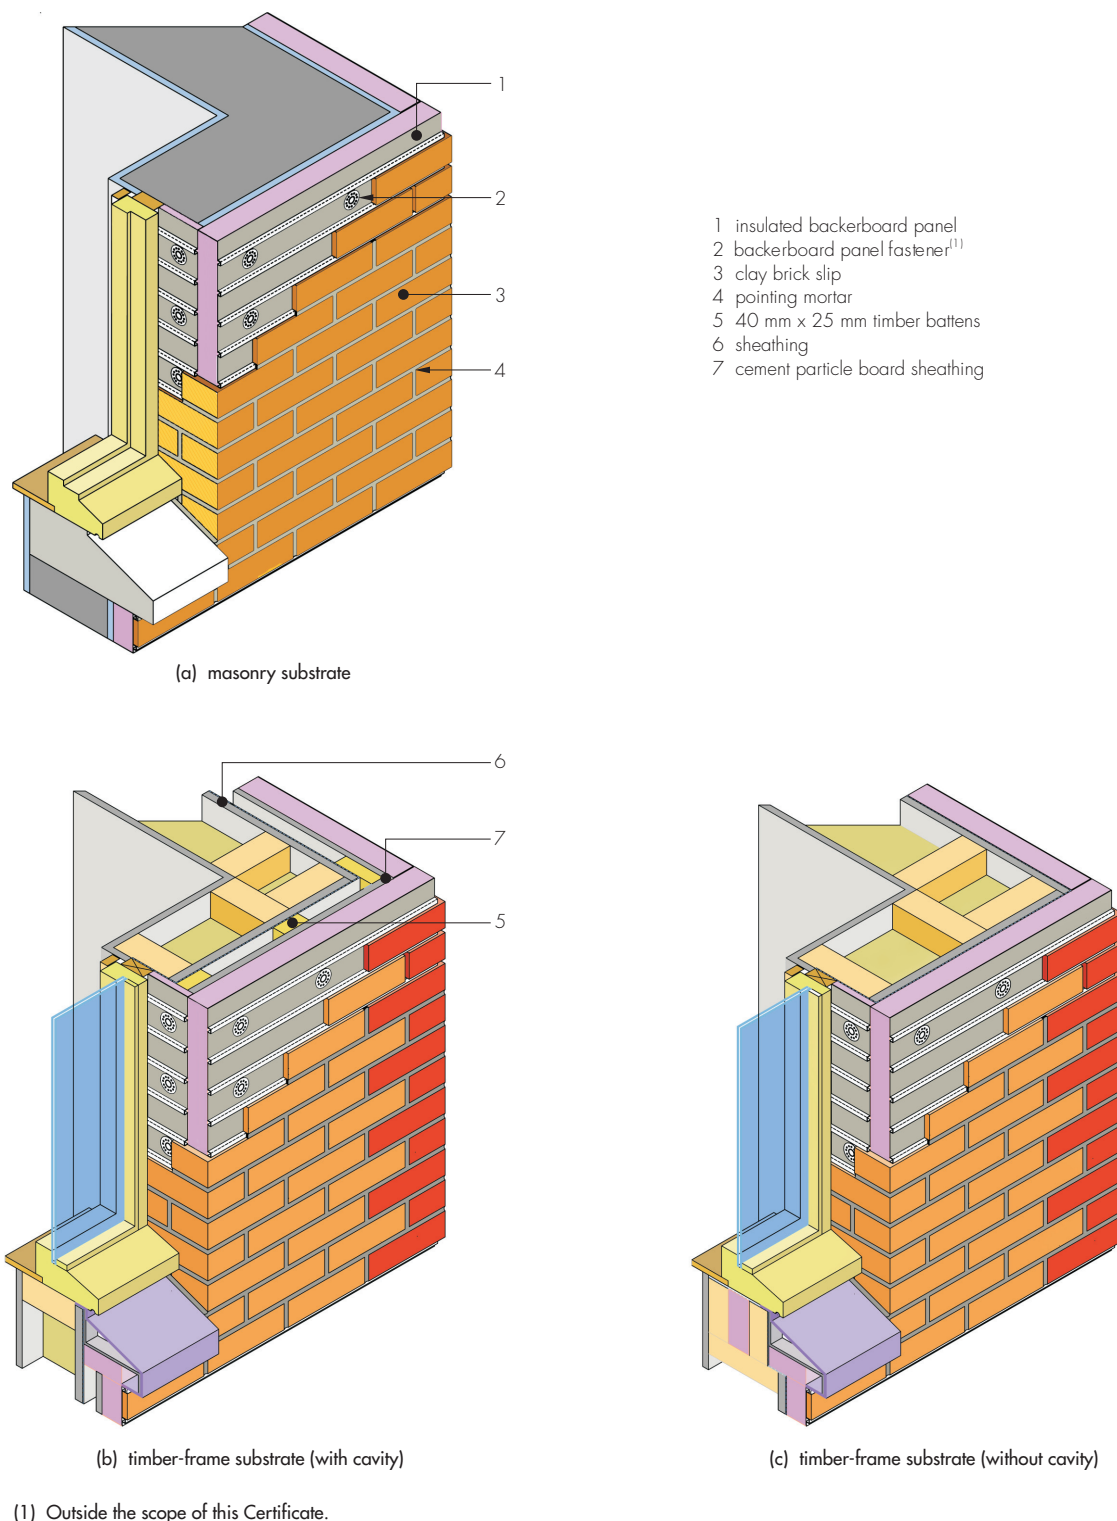 1
2
3
4
1 insulated backerboard panel
2 backerboard panel fastener(1)
3 clay brick slip
4 pointing mortar
5 40 mm x 25 mm timber battens
6 sheathing
7 cement particle board sheathing
(a) masonry substrate
6
7
5
(b) timber-frame substrate (with cavity)
(c) timber-frame substrate (without cavity)
(1) Outside the scope of this Certificate.